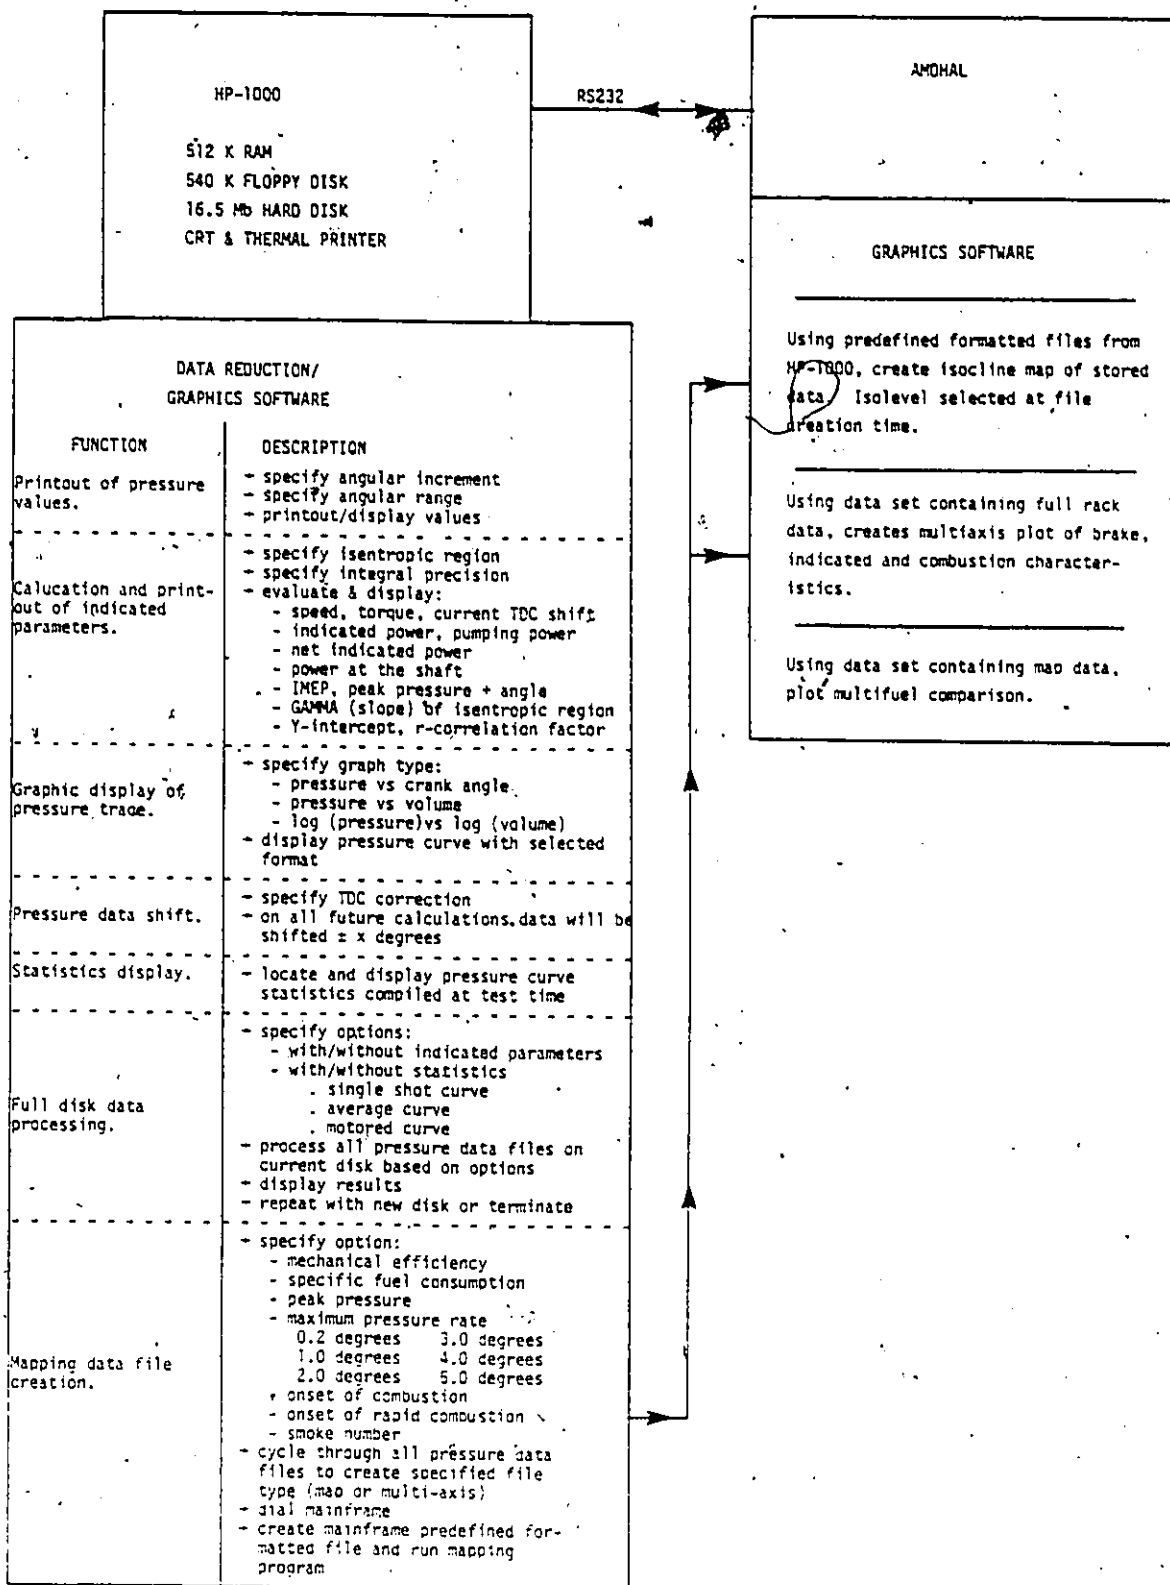 HP-1000
512 K RAM
540 K FLOPPY DISK
16.5 Mb HARD DISK
CRT & THERMAL PRINTER
RS232
AMDHAL
GRAPHICS SOFTWARE
Using predefined formatted files from
HP-1000, create isocline map of stored
data. Isolevel selected at file
creation time.
Using data set containing full rack
data, creates multiaxis plot of brake,
indicated and combustion character-
istics.
Using data set containing map data,
plot multifuel comparison.
DATA REDUCTION/
GRAPHICS SOFTWARE
FUNCTION
DESCRIPTION
Printout of pressure
values.
- specify angular increment
- specify angular range
- printout/display values
Calucation and print-
out of indicated
parameters.
- specify isentropic region
- specify integral precision
- evaluate & display:
- speed, torque, current TDC shift
- indicated power, pumping power
- net indicated power
- power at the shaft
- IMEP, peak pressure + angle
- GAMMA (slope) of isentropic region
- Y-intercept, r-correlation factor
Graphic display of
pressure trace.
- specify graph type:
- pressure vs crank angle
- pressure vs volume
- log (pressure)vs log (volume)
- display pressure curve with selected
format
Pressure data shift.
- specify TDC correction
- on all future calculations.data will be
shifted ± x degrees
Statistics display.
- locate and display pressure curve
statistics compiled at test time
Full disk data
processing.
- specify options:
- with/without indicated parameters
- with/without statistics
. single shot curve
. average curve
. motored curve
- process all pressure data files on
current disk based on options
- display results
- repeat with new disk or terminate
Mapping data file
creation.
- specify option:
- mechanical efficiency
- specific fuel consumption
- peak pressure
- maximum pressure rate
0.2 degrees 3.0 degrees
1.0 degrees 4.0 degrees
2.0 degrees 5.0 degrees
- onset of combustion
- onset of rapid combustion
- smoke number
- cycle through all pressure data
files to create specified file
type (map or multi-axis)
- dial mainframe
- create mainframe predefined for-
matted file and run mapping
program